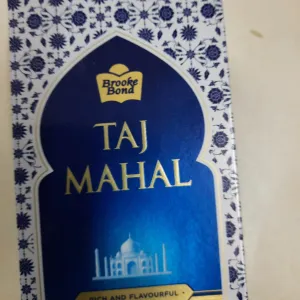 Brooke
Bond
TAJ
MAHAL
RICH AND FLAVOURFUL